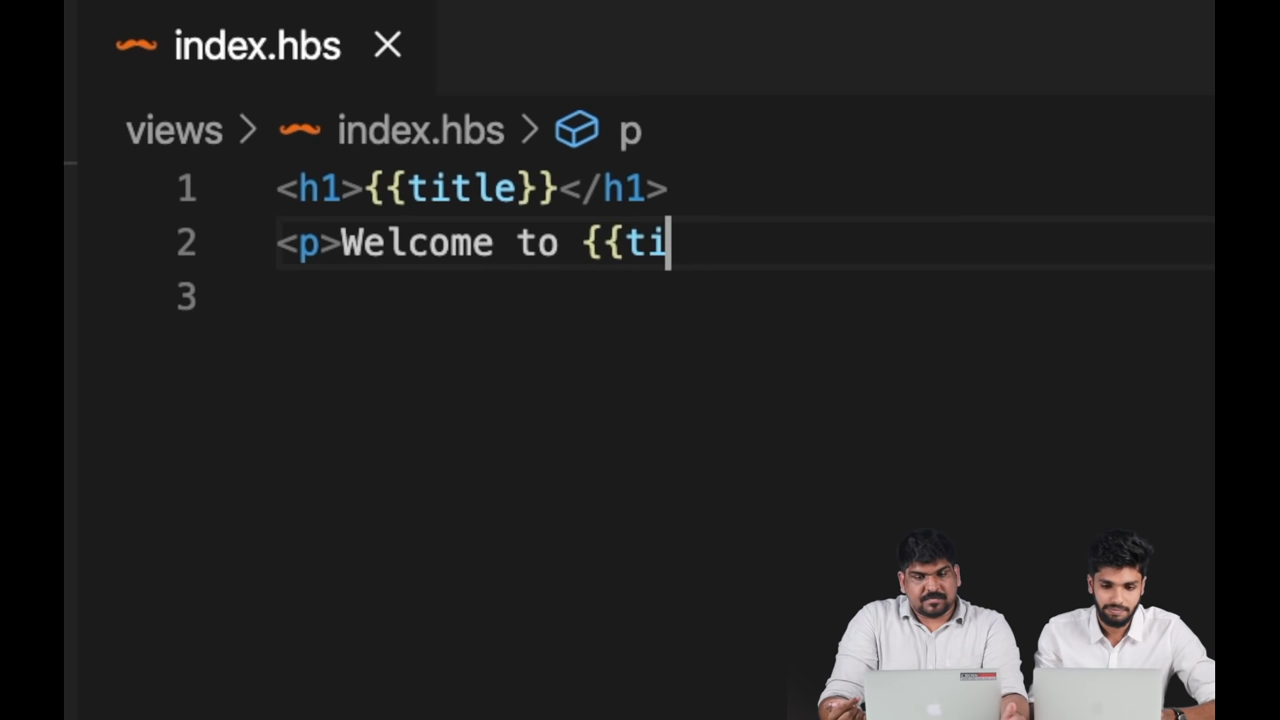 index.hbs
views > index.hbs > p
1 <h1>{{title}}</h1>
2 <p>Welcome to {{ti
3